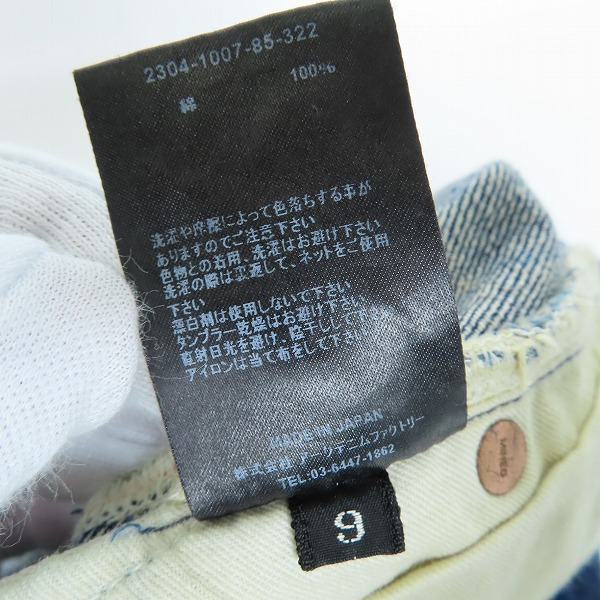 2304-1007-85-322
綿 100%
洗濯や摩擦によって色落ちする事が
ありますのでご注意下さい
色物との着用、洗濯はお避け下さい
洗濯の際は裏返して、ネットをご使用
下さい
漂白剤は使用しないで下さい
タンブラー乾燥はお避け下さい
直射日光を避け、陰干しして下さい
アイロンは当て布をして下さい
MADE IN JAPAN
株式会社 アークデームファクトリー
TEL:03-6447-1862
9